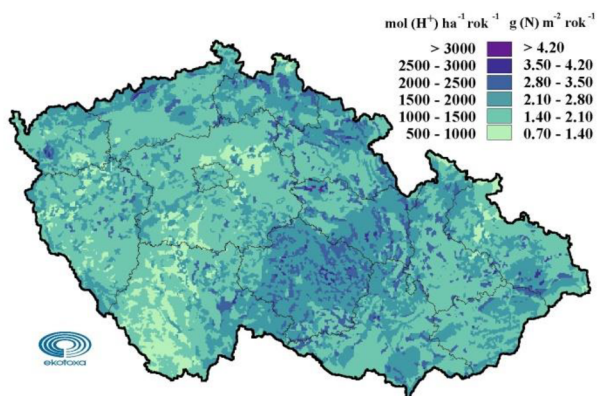 mol (H⁺) ha⁻¹ rok⁻¹ g (N) m⁻² rok⁻¹
> 3000 > 4.20
2500 - 3000 3.50 - 4.20
2000 - 2500 2.80 - 3.50
1500 - 2000 2.10 - 2.80
1000 - 1500 1.40 - 2.10
500 - 1000 0.70 - 1.40
ekotoxa